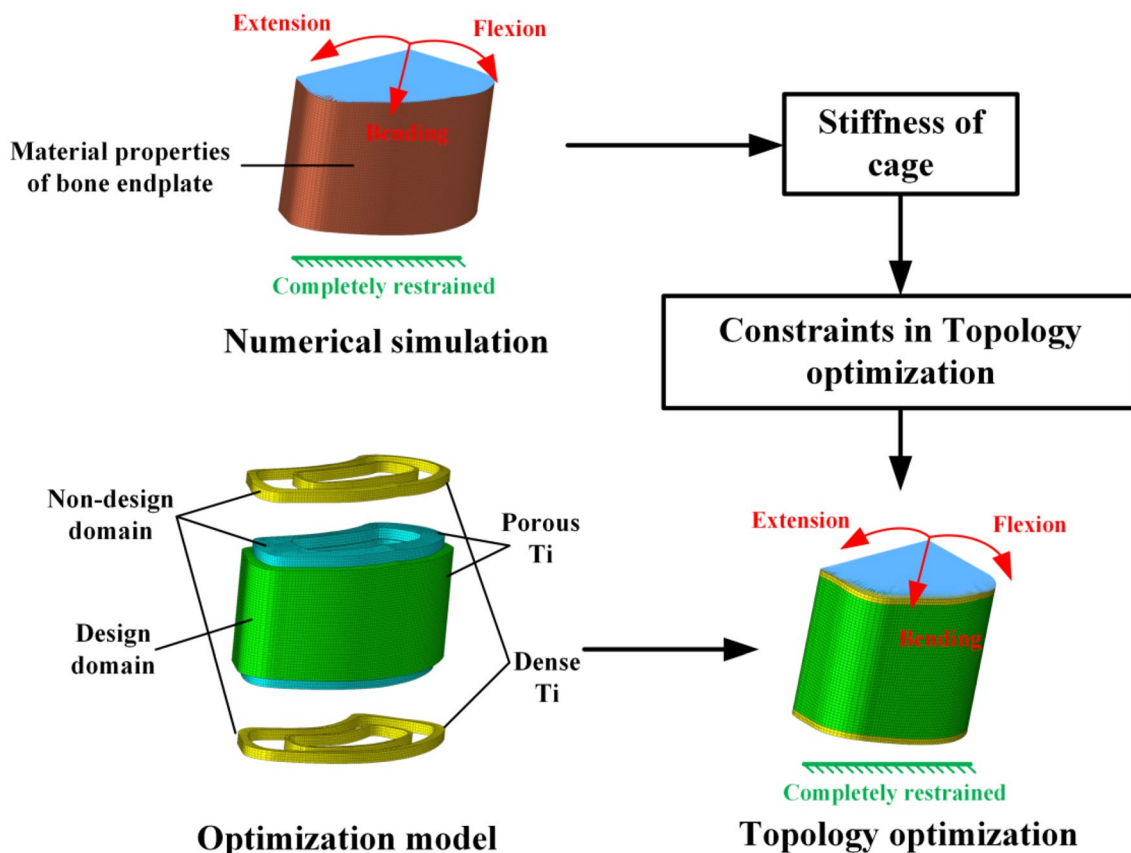 Extension
Flexion
Bending
Material properties
of bone endplate
Completely restrained
Numerical simulation
Stiffness of
cage
Constraints in Topology
optimization
Non-design
domain
Porous
Ti
Design
domain
Dense
Ti
Optimization model
Extension
Flexion
Bending
Completely restrained
Topology optimization